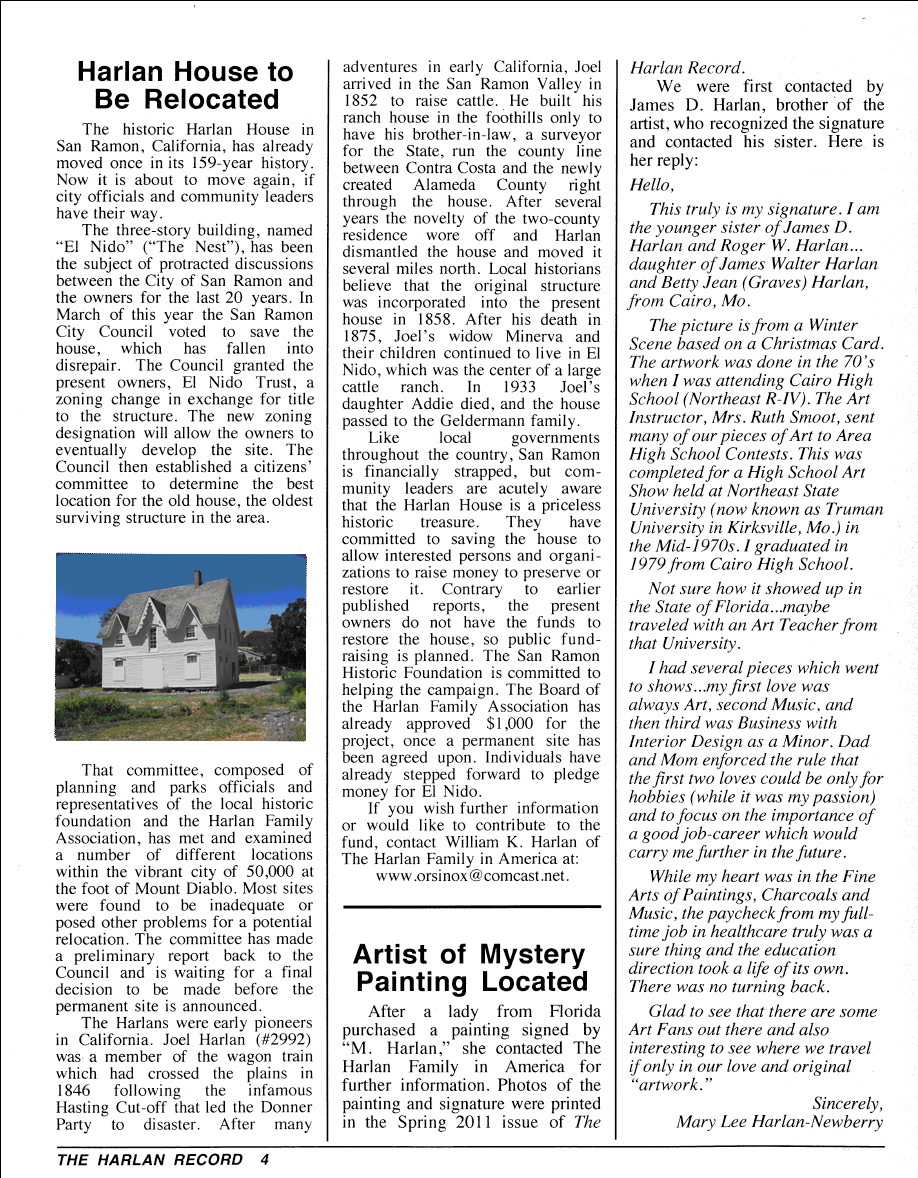 Harlan House to
Be Relocated
The historic Harlan House in
San Ramon, California, has already
moved once in its 159-year history.
Now it is about to move again, if
city officials and community leaders
have their way.
The three-story building, named
“El Nido” (“The Nest”), has been
the subject of protracted discussions
between the City of San Ramon and
the owners for the last 20 years. In
March of this year the San Ramon
City Council voted to save the
house, which has fallen into
disrepair. The Council granted the
present owners, El Nido Trust, a
zoning change in exchange for title
to the structure. The new zoning
designation will allow the owners to
eventually develop the site. The
Council then established a citizens’
committee to determine the best
location for the old house, the oldest
surviving structure in the area.
That committee, composed of
planning and parks officials and
representatives of the local historic
foundation and the Harlan Family
Association, has met and examined
a number of different locations
within the vibrant city of 50,000 at
the foot of Mount Diablo. Most sites
were found to be inadequate or
posed other problems for a potential
relocation. The committee has made
a preliminary report back to the
Council and is waiting for a final
decision to be made before the
permanent site is announced.
The Harlans were early pioneers
in California. Joel Harlan (#2992)
was a member of the wagon train
which had crossed the plains in
1846 following the infamous
Hasting Cut-off that led the Donner
Party to disaster. After many
adventures in early California, Joel
arrived in the San Ramon Valley in
1852 to raise cattle. He built his
ranch house in the foothills only to
have his brother-in-law, a surveyor
for the State, run the county line
between Contra Costa and the newly
created Alameda County right
through the house. After several
years the novelty of the two-county
residence wore off and Harlan
dismantled the house and moved it
several miles north. Local historians
believe that the original structure
was incorporated into the present
house in 1858. After his death in
1875, Joel’s widow Minerva and
their children continued to live in El
Nido, which was the center of a large
cattle ranch. In 1933 Joel’s
daughter Addie died, and the house
passed to the Geldermann family.
Like local governments
throughout the country, San Ramon
is financially strapped, but com-
munity leaders are acutely aware
that the Harlan House is a priceless
historic treasure. They have
committed to saving the house to
allow interested persons and organi-
zations to raise money to preserve or
restore it. Contrary to earlier
published reports, the present
owners do not have the funds to
restore the house, so public fund-
raising is planned. The San Ramon
Historic Foundation is committed to
helping the campaign. The Board of
the Harlan Family Association has
already approved $1,000 for the
project, once a permanent site has
been agreed upon. Individuals have
already stepped forward to pledge
money for El Nido.
If you wish further information
or would like to contribute to the
fund, contact William K. Harlan of
The Harlan Family in America at:
www.orsinox@comcast.net.
Artist of Mystery
Painting Located
After a lady from Florida
purchased a painting signed by
“M. Harlan,” she contacted The
Harlan Family in America for
further information. Photos of the
painting and signature were printed
in the Spring 2011 issue of The
Harlan Record.
We were first contacted by
James D. Harlan, brother of the
artist, who recognized the signature
and contacted his sister. Here is
her reply:
Hello,
This truly is my signature. I am
the younger sister of James D.
Harlan and Roger W. Harlan...
daughter of James Walter Harlan
and Betty Jean (Graves) Harlan,
from Cairo, Mo.
The picture is from a Winter
Scene based on a Christmas Card.
The artwork was done in the 70’s
when I was attending Cairo High
School (Northeast R-IV). The Art
Instructor, Mrs. Ruth Smoot, sent
many of our pieces of Art to Area
High School Contests. This was
completed for a High School Art
Show held at Northeast State
University (now known as Truman
University in Kirksville, Mo.) in
the Mid-1970s. I graduated in
1979 from Cairo High School.
Not sure how it showed up in
the State of Florida...maybe
traveled with an Art Teacher from
that University.
I had several pieces which went
to shows...my first love was
always Art, second Music, and
then third was Business with
Interior Design as a Minor. Dad
and Mom enforced the rule that
the first two loves could be only for
hobbies (while it was my passion)
and to focus on the importance of
a good job-career which would
carry me further in the future.
While my heart was in the Fine
Arts of Paintings, Charcoals and
Music, the paycheck from my full-
time job in healthcare truly was a
sure thing and the education
direction took a life of its own.
There was no turning back.
Glad to see that there are some
Art Fans out there and also
interesting to see where we travel
if only in our love and original
“artwork.”
Sincerely,
Mary Lee Harlan-Newberry
THE HARLAN RECORD 4